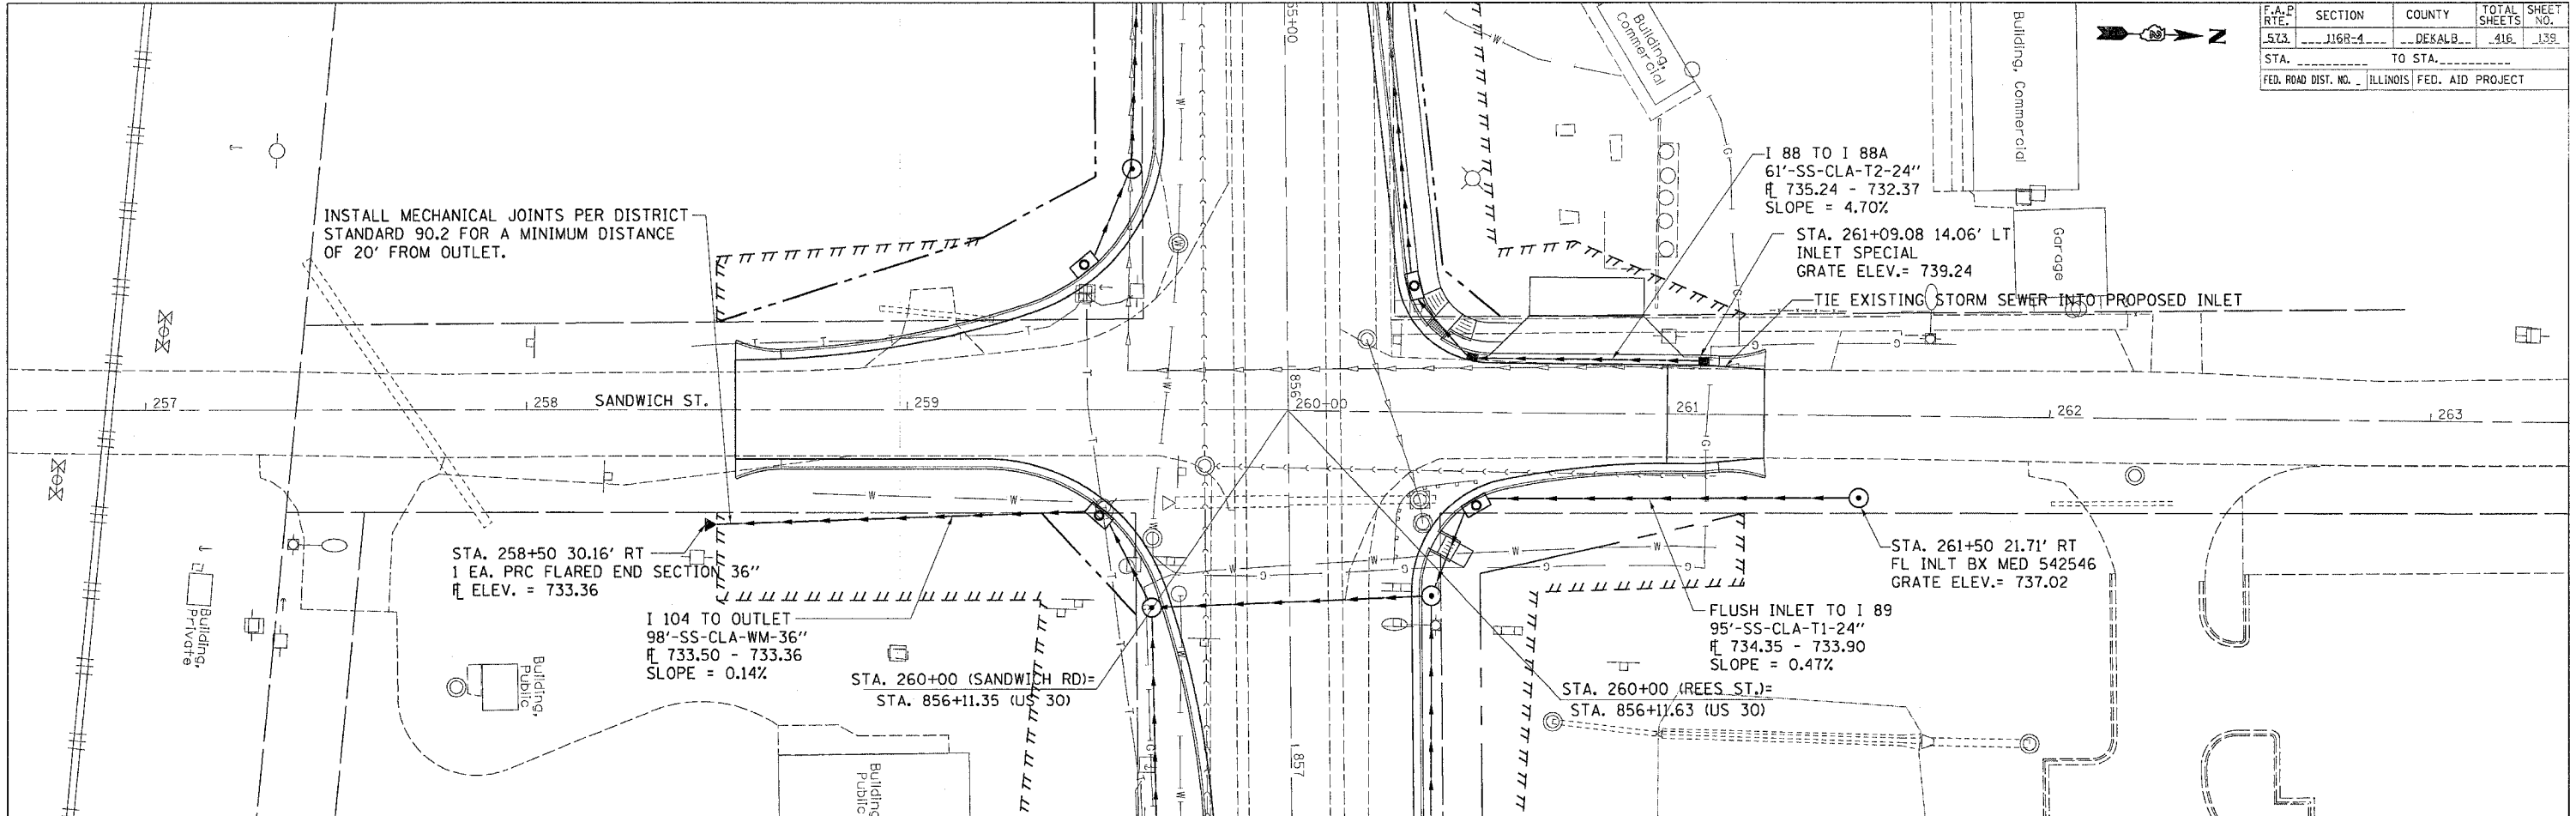 F.A.P. RTE. SECTION COUNTY TOTAL SHEETS SHEET NO.
573 116R-4 DEKALB 416 139
STA. TO STA.
FED. ROAD DIST. NO. ILLINOIS FED. AID PROJECT
N
55+00
Building, Commercial
Building, Commercial
Garage
INSTALL MECHANICAL JOINTS PER DISTRICT
STANDARD 90.2 FOR A MINIMUM DISTANCE
OF 20' FROM OUTLET.
I 88 TO I 88A
61'-SS-CLA-T2-24"
FL 735.24 - 732.37
SLOPE = 4.70%
STA. 261+09.08 14.06' LT
INLET SPECIAL
GRATE ELEV.= 739.24
TIE EXISTING STORM SEWER INTO PROPOSED INLET
257 258 SANDWICH ST. 259 856 260+00 261 262 263
STA. 258+50 30.16' RT
1 EA. PRC FLARED END SECTION 36"
FL ELEV. = 733.36
I 104 TO OUTLET
98'-SS-CLA-WM-36"
FL 733.50 - 733.36
SLOPE = 0.14%
STA. 260+00 (SANDWICH RD)=
STA. 856+11.35 (US 30)
STA. 261+50 21.71' RT
FL INLT BX MED 542546
GRATE ELEV.= 737.02
FLUSH INLET TO I 89
95'-SS-CLA-T1-24"
FL 734.35 - 733.90
SLOPE = 0.47%
STA. 260+00 (REES ST.)=
STA. 856+11.63 (US 30)
Building, Private
Building, Public
Building Public
857